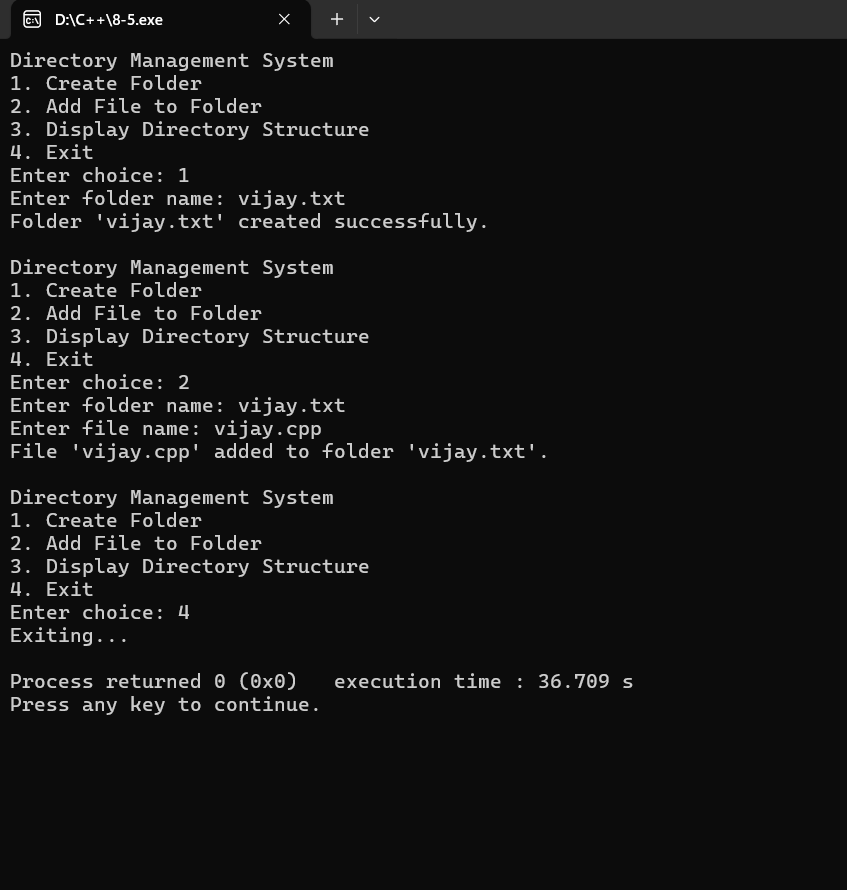 D:\C++\8-5.exe
Directory Management System
1. Create Folder
2. Add File to Folder
3. Display Directory Structure
4. Exit
Enter choice: 1
Enter folder name: vijay.txt
Folder 'vijay.txt' created successfully.
Directory Management System
1. Create Folder
2. Add File to Folder
3. Display Directory Structure
4. Exit
Enter choice: 2
Enter folder name: vijay.txt
Enter file name: vijay.cpp
File 'vijay.cpp' added to folder 'vijay.txt'.
Directory Management System
1. Create Folder
2. Add File to Folder
3. Display Directory Structure
4. Exit
Enter choice: 4
Exiting...
Process returned 0 (0x0)   execution time : 36.709 s
Press any key to continue.